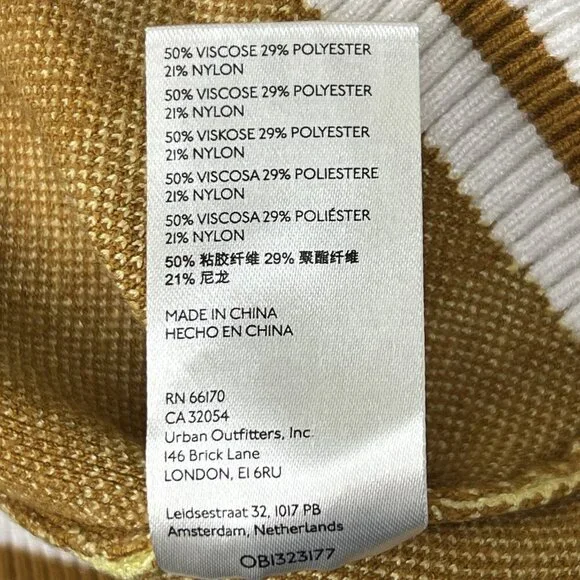 50% VISCOSE 29% POLYESTER
21% NYLON
50% VISCOSE 29% POLYESTER
21% NYLON
50% VISKOSE 29% POLYESTER
21% NYLON
50% VISCOSA 29% POLIESTERE
21% NYLON
50% VISCOSA 29% POLIÉSTER
21% NYLON
50% 粘胶纤维 29% 聚酯纤维
21% 尼龙
MADE IN CHINA
HECHO EN CHINA
RN 66170
CA 32054
Urban Outfitters, Inc.
146 Brick Lane
LONDON, E1 6RU
Leidsestraat 32, 1017 PB
Amsterdam, Netherlands
OB1323177